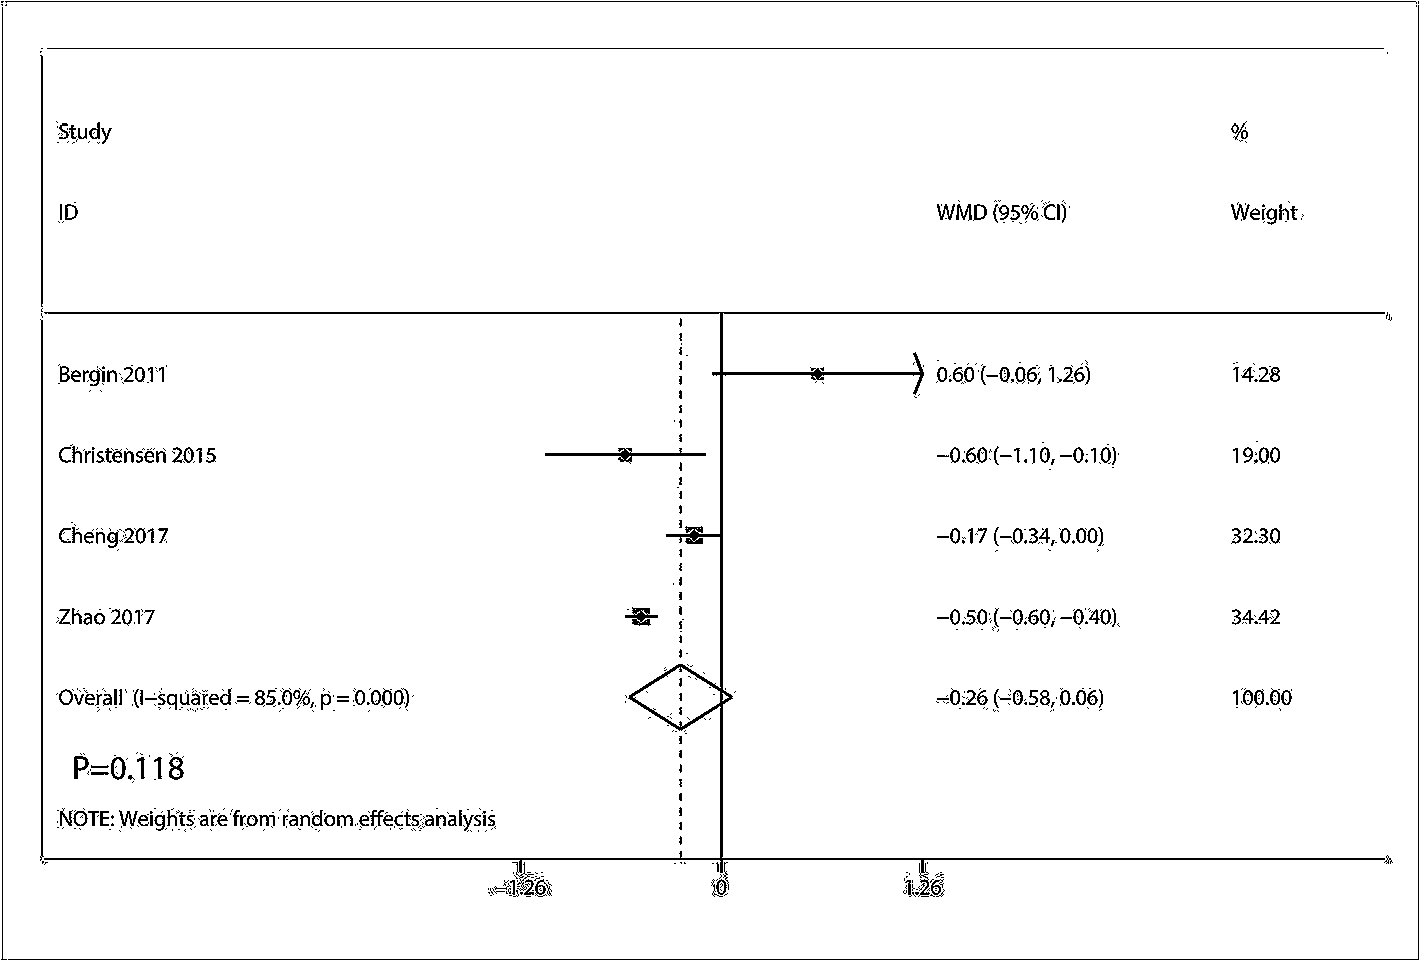 Study %
ID WMD (95% CI) Weight
Bergin 2011 0.60 (−0.06, 1.26) 14.28
Christensen 2015 −0.60 (−1.10, −0.10) 19.00
Cheng 2017 −0.17 (−0.34, 0.00) 32.30
Zhao 2017 −0.50 (−0.60, −0.40) 34.42
Overall (I−squared = 85.0%, p = 0.000) −0.26 (−0.58, 0.06) 100.00
P=0.118
NOTE: Weights are from random effects analysis
−1.26 0 1.26